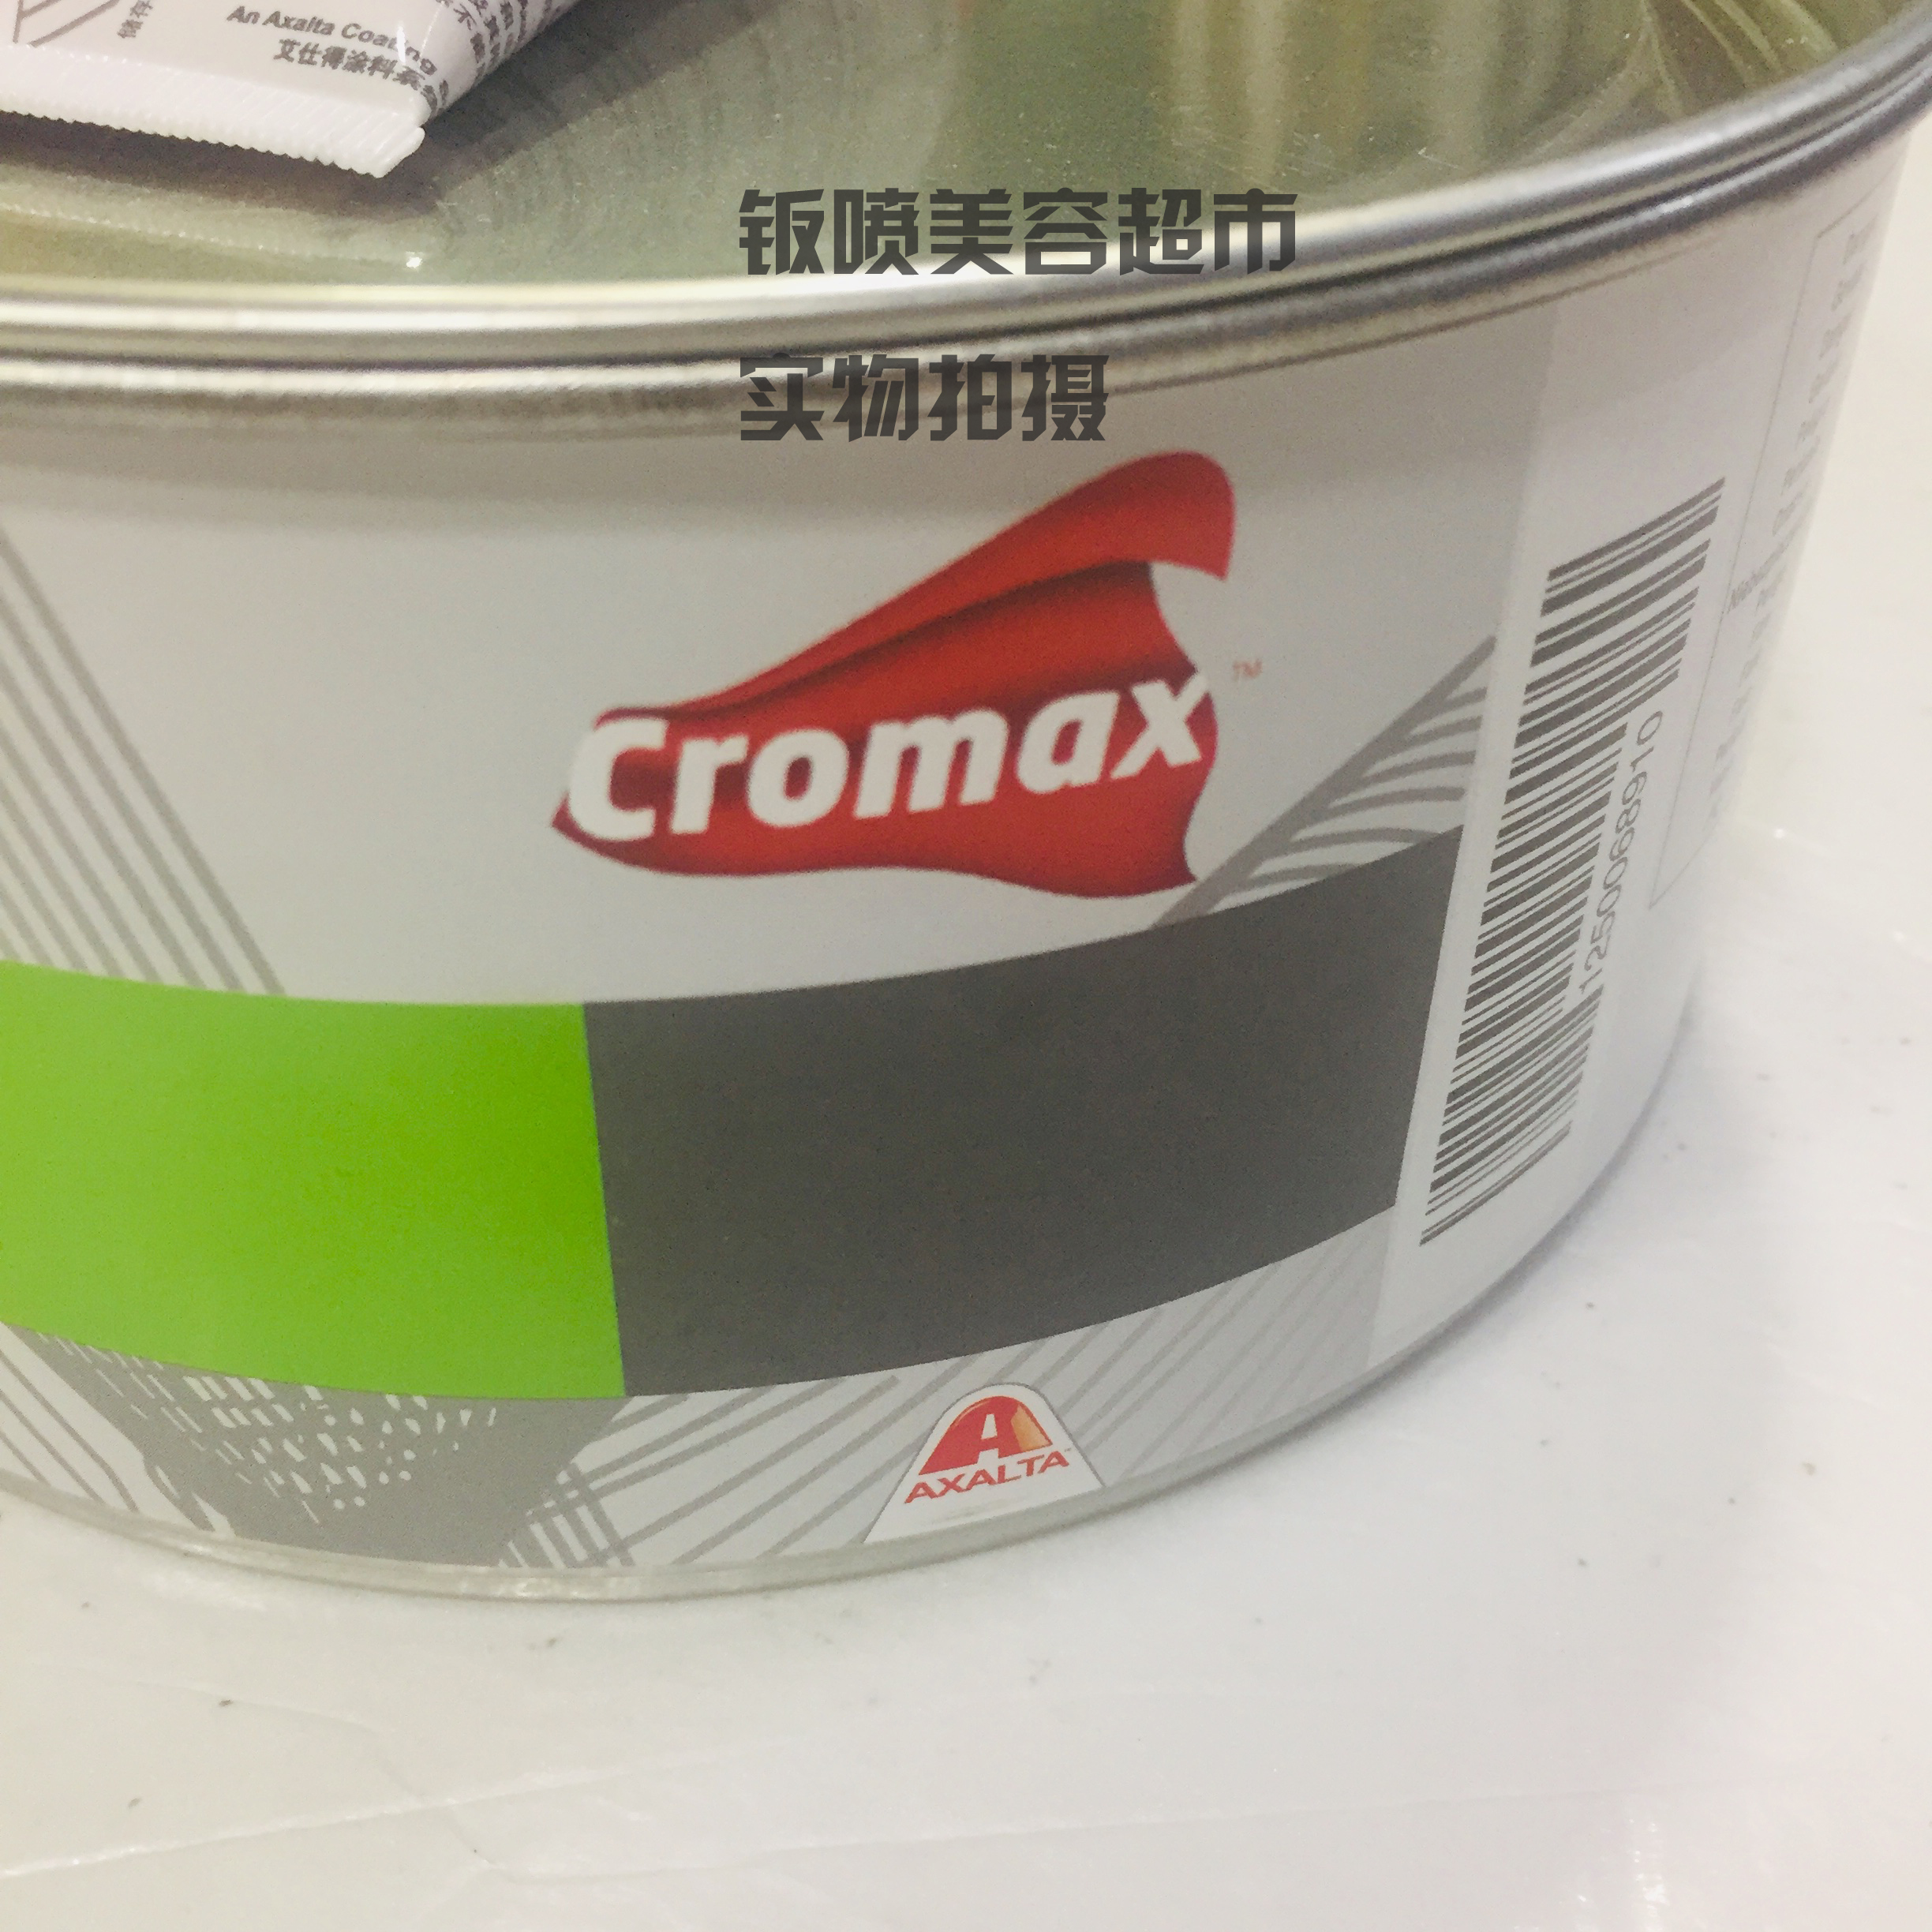 An Axalta Coating
艾仕得涂料系
钣喷美容超市
实物拍摄
Cromax™
1250068910
AXALTA